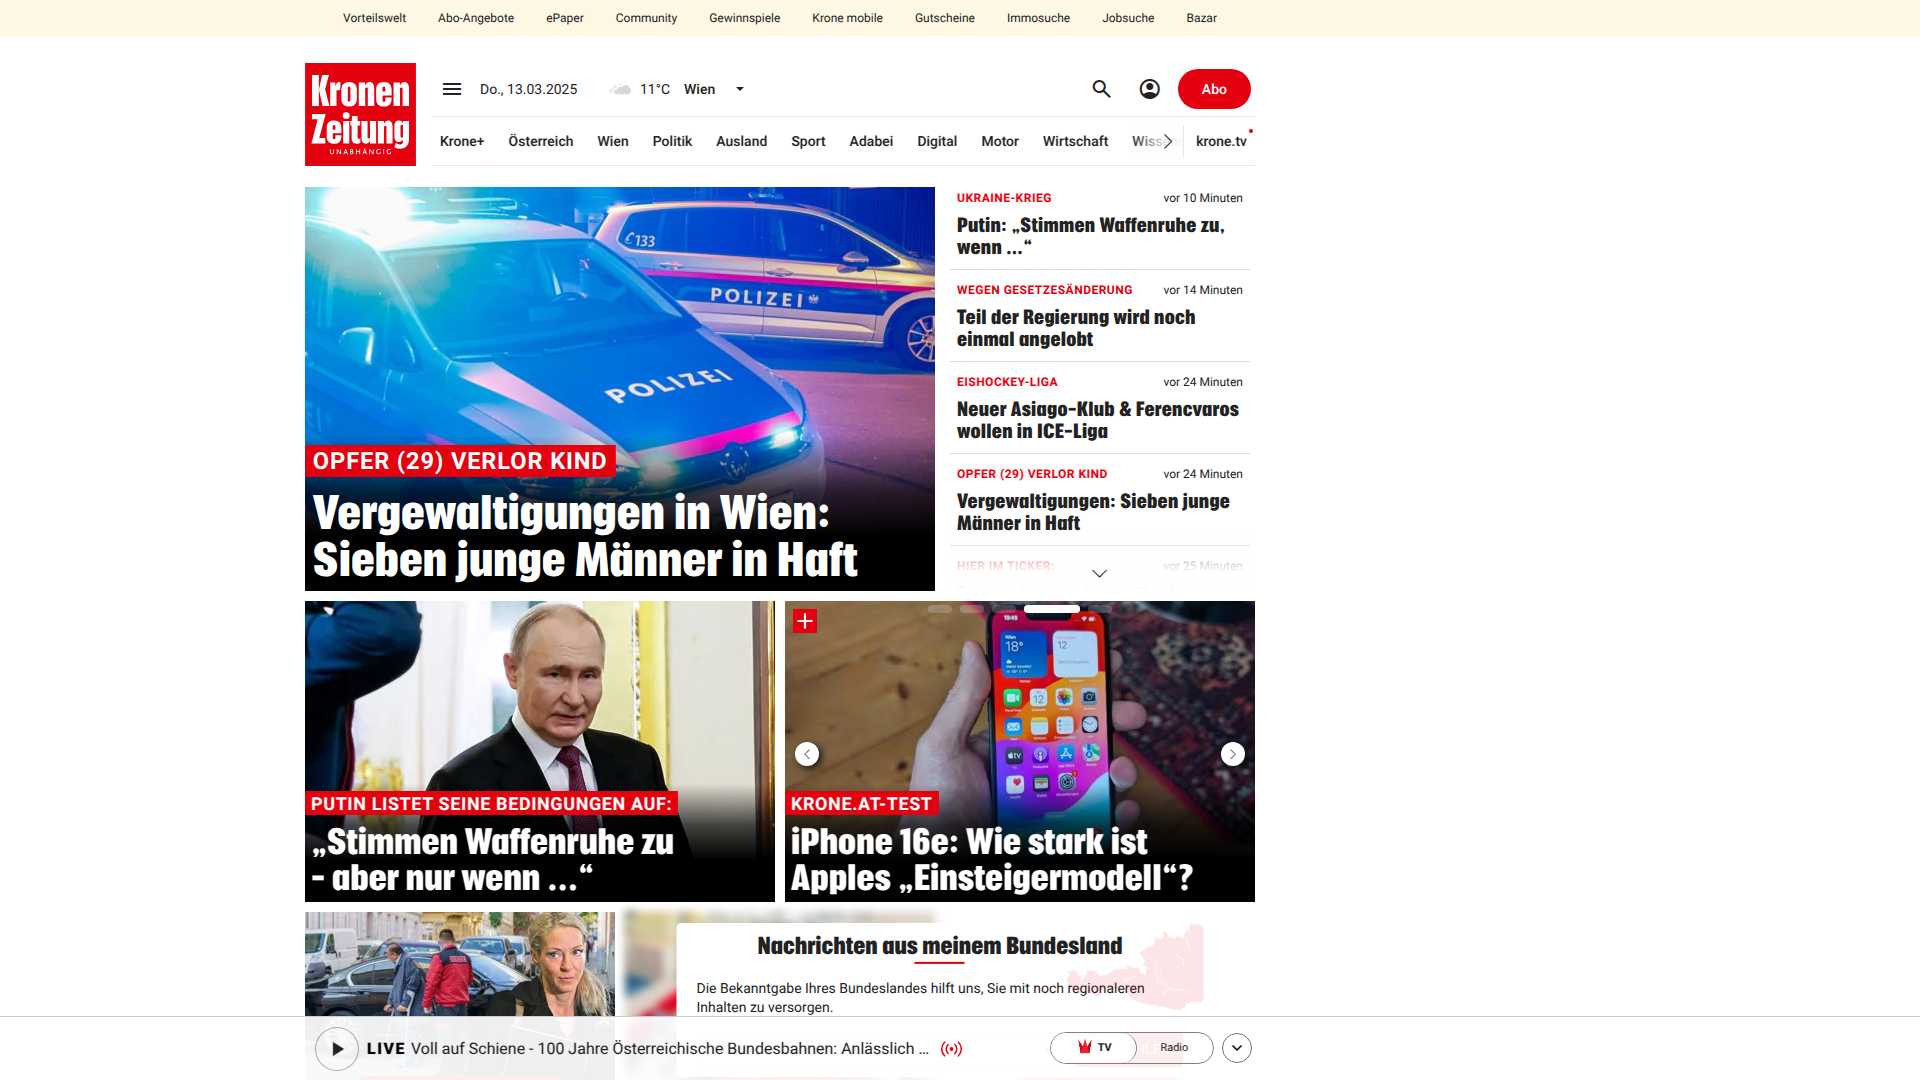 Vorteilswelt Abo-Angebote ePaper Community Gewinnspiele Krone mobile Gutscheine Immosuche Jobsuche Bazar
Kronen
Zeitung
UNABHÄNGIG
Do., 13.03.2025 11°C Wien Abo
Krone+ Österreich Wien Politik Ausland Sport Adabei Digital Motor Wirtschaft krone.tv
133
POLIZEI
POLIZEI
OPFER (29) VERLOR KIND
Vergewaltigungen in Wien:
Sieben junge Männer in Haft
UKRAINE-KRIEG vor 10 Minuten
Putin: „Stimmen Waffenruhe zu,
wenn ...“
WEGEN GESETZESÄNDERUNG vor 14 Minuten
Teil der Regierung wird noch
einmal angelobt
EISHOCKEY-LIGA vor 24 Minuten
Neuer Asiago-Klub & Ferencvaros
wollen in ICE-Liga
OPFER (29) VERLOR KIND vor 24 Minuten
Vergewaltigungen: Sieben junge
Männer in Haft
HIER IM TICKER: vor 25 Minuten
PUTIN LISTET SEINE BEDINGUNGEN AUF:
„Stimmen Waffenruhe zu
- aber nur wenn ...“
18°
12
12
tv
KRONE.AT-TEST
iPhone 16e: Wie stark ist
Apples „Einsteigermodell“?
Nachrichten aus meinem Bundesland
Die Bekanntgabe Ihres Bundeslandes hilft uns, Sie mit noch regionaleren
Inhalten zu versorgen.
LIVE Voll auf Schiene - 100 Jahre Österreichische Bundesbahnen: Anlässlich ...
TV Radio